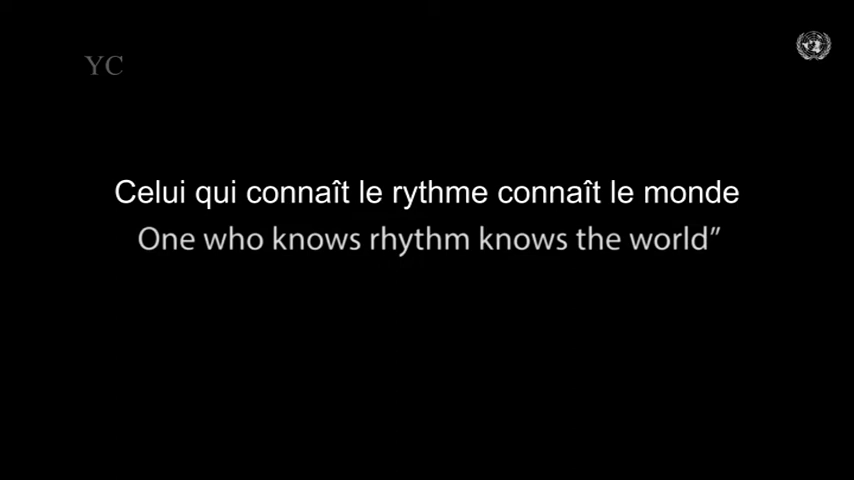 YC
Celui qui connaît le rythme connaît le monde
One who knows rhythm knows the world”